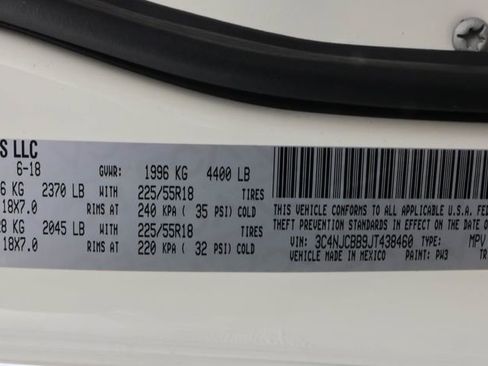 S LLC
6-18 GVWR: 1996 KG 4400 LB
6 KG 2370 LB WITH 225/55R18 TIRES
18X7.0 RIMS AT 240 KPA ( 35 PSI) COLD
28 KG 2045 LB WITH 225/55R18 TIRES
18X7.0 RIMS AT 220 KPA ( 32 PSI) COLD
THIS VEHICLE CONFORMS TO ALL APPLICABLE U.S.A. FED
THEFT PREVENTION STANDARDS IN EFFECT ON THE DATE O
VIN: 3C4NJCBB9JT438460 TYPE: MPV
VEHICLE MADE IN MEXICO PAINT: PW3 TR